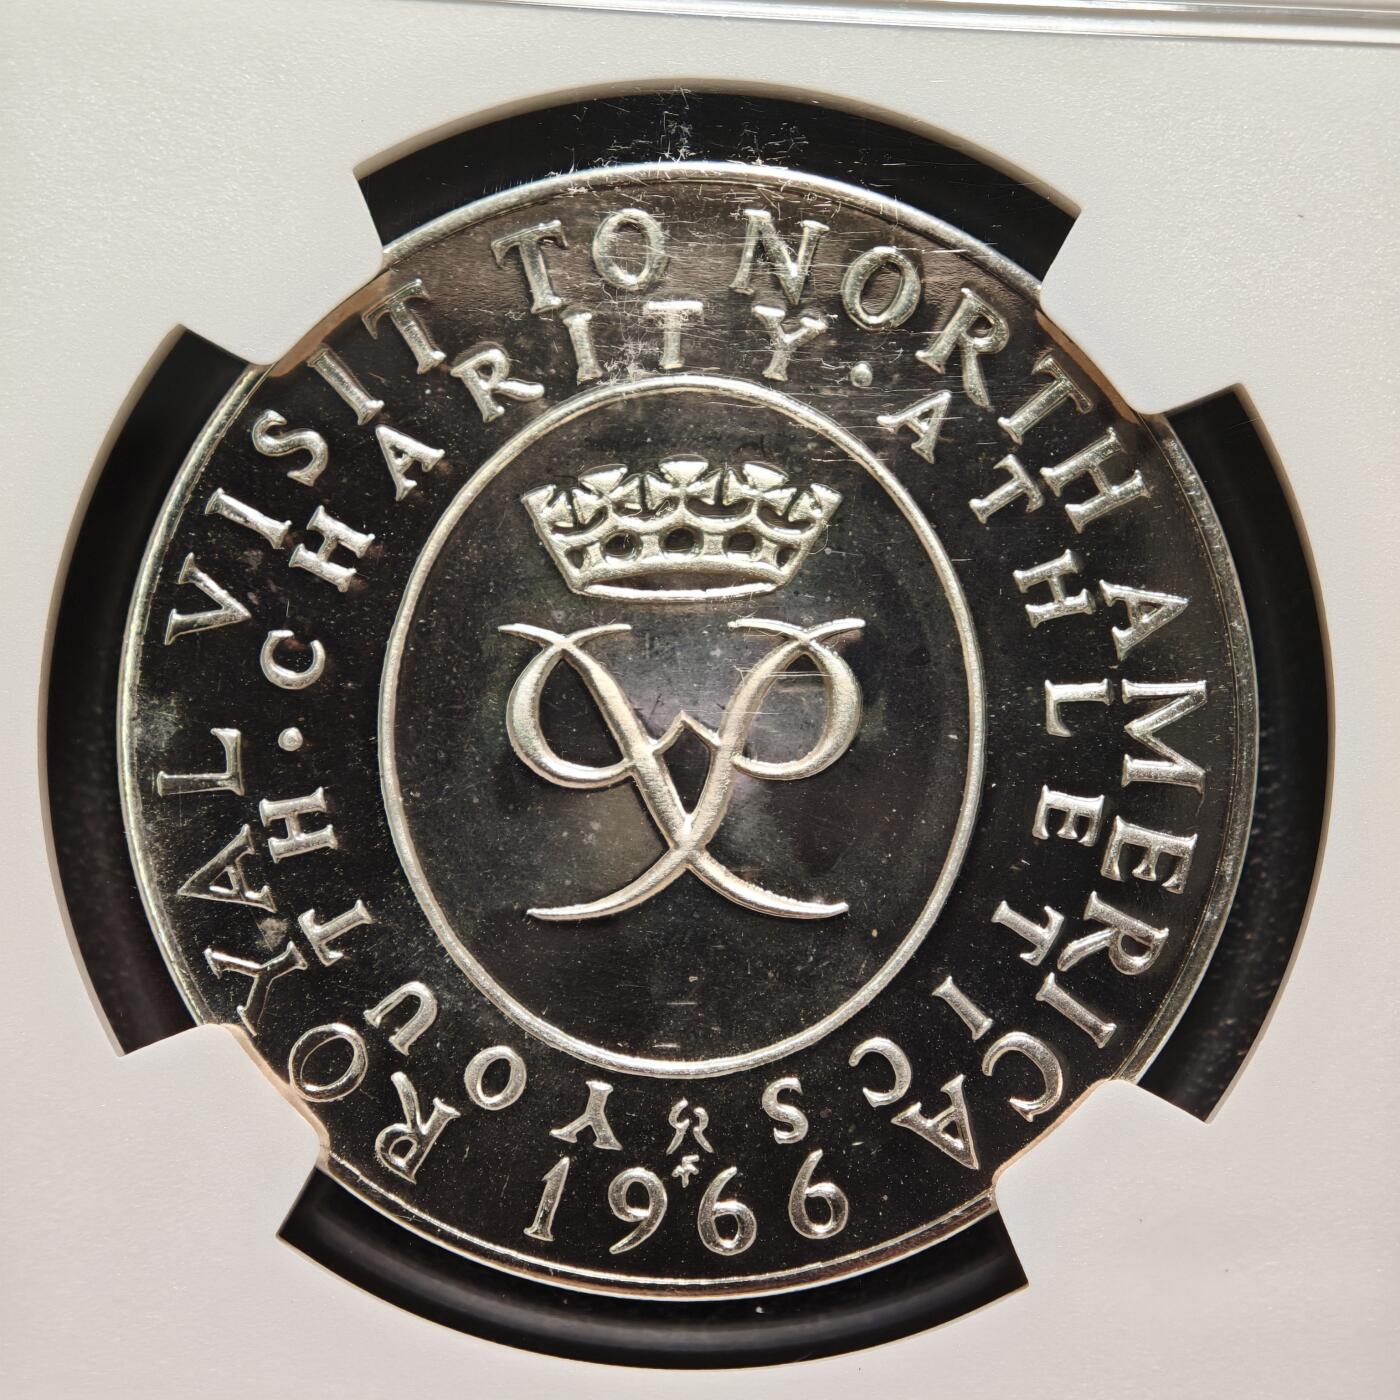 ROYAL VISIT TO NORTH AMERICA
1966
YOUTH . CHARITY . ATHLETICS